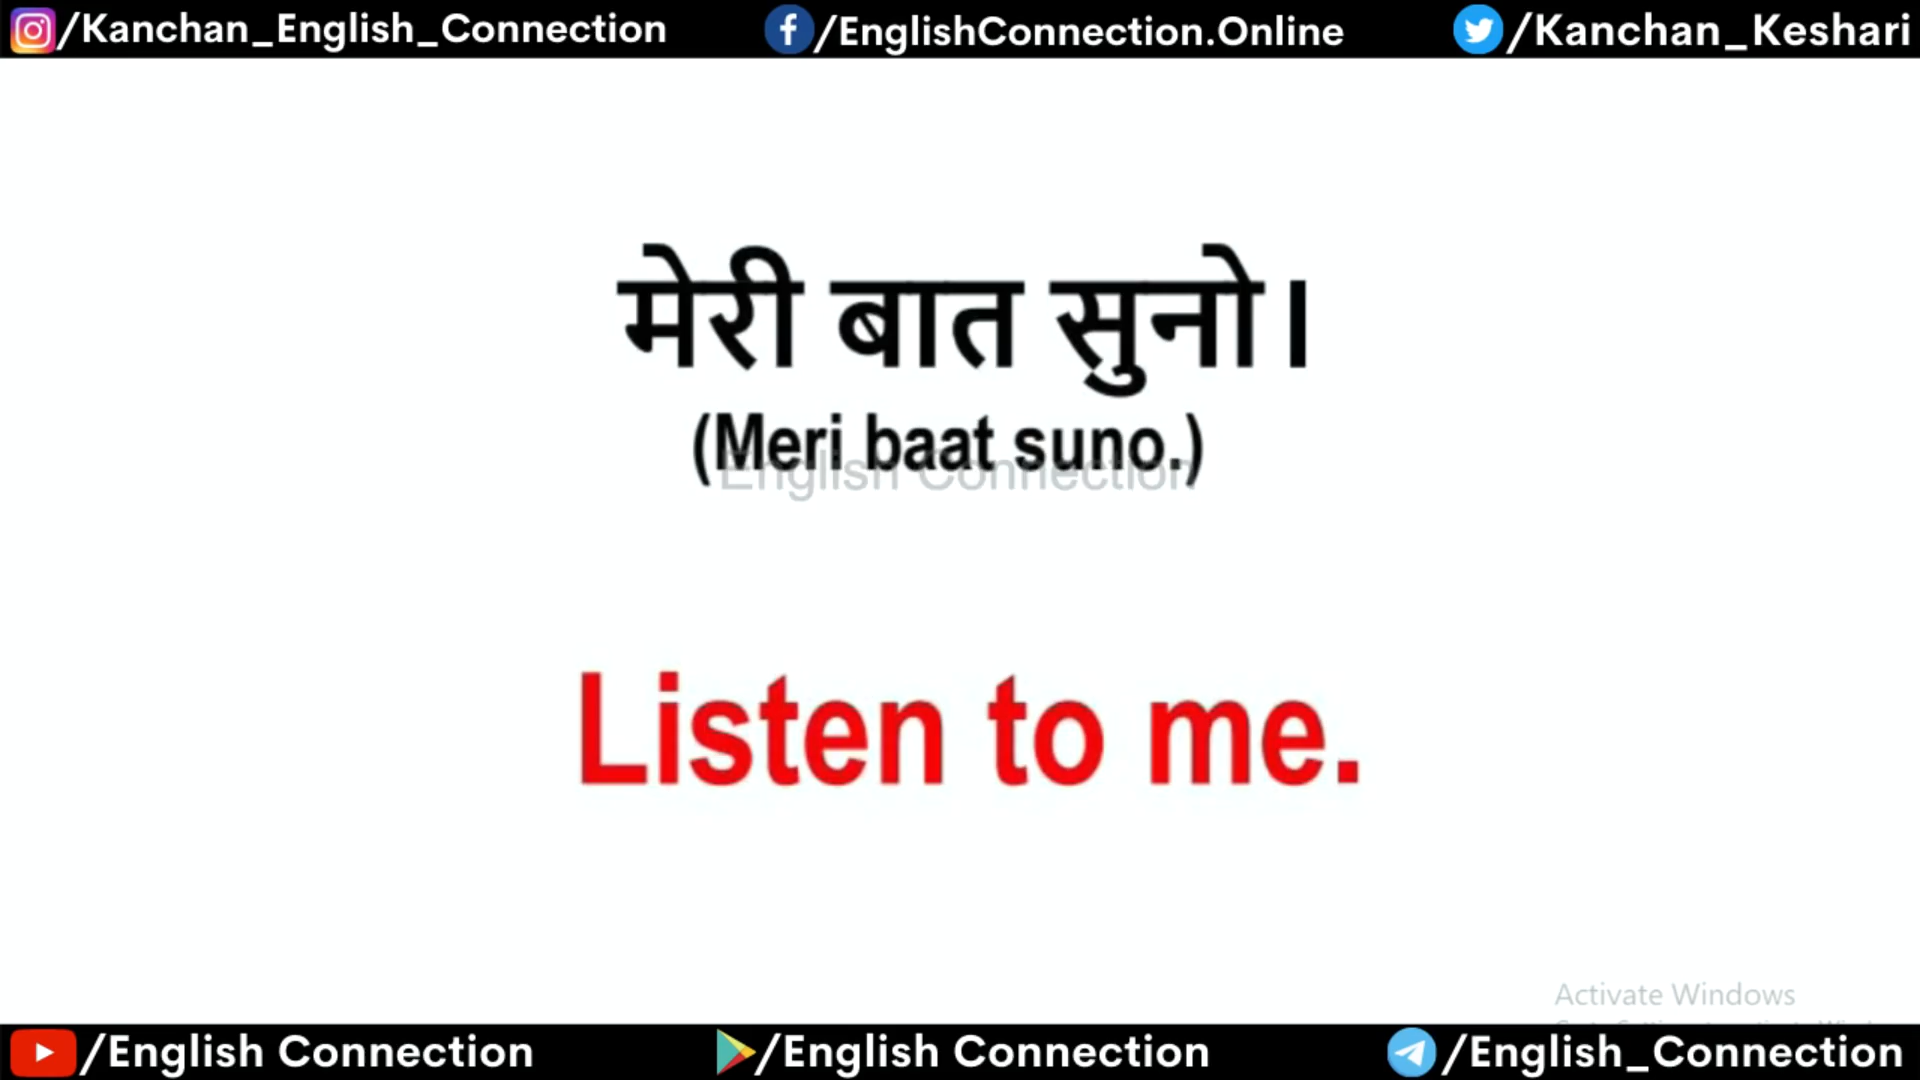 /Kanchan_English_Connection /EnglishConnection.Online /Kanchan_Keshari
मेरी बात सुनो।
(Meri baat suno.)
English Connection
Listen to me.
Activate Windows
/English Connection /English Connection /English_Connection